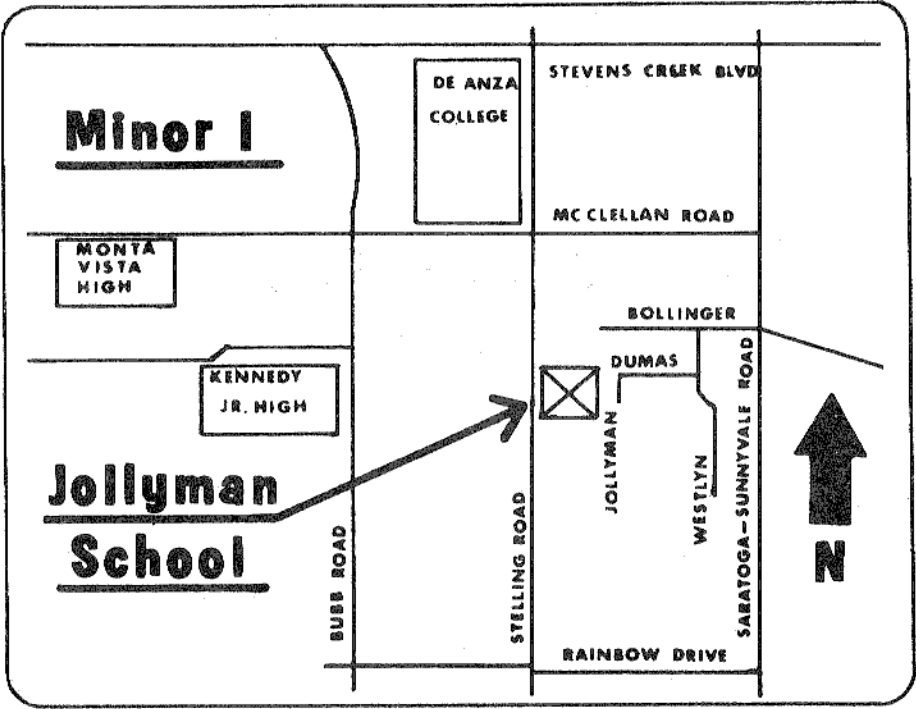 STEVENS CREEK BLVD
DE ANZA
COLLEGE
Minor I
MC CLELLAN ROAD
MONTA
VISTA
HIGH
BOLLINGER
DUMAS
KENNEDY
JR. HIGH
JOLLYMAN
WESTLYN
SARATOGA-SUNNYVALE ROAD
Jollyman
School
BUBB ROAD
STELLING ROAD
N
RAINBOW DRIVE